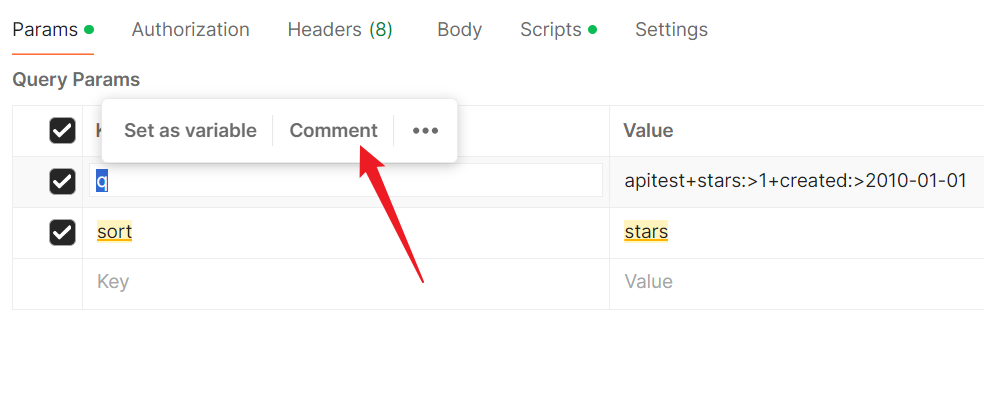 Params Authorization Headers (8) Body Scripts Settings
Query Params
Set as variable Comment •••
Value
q apitest+stars:>1+created:>2010-01-01
sort stars
Key Value